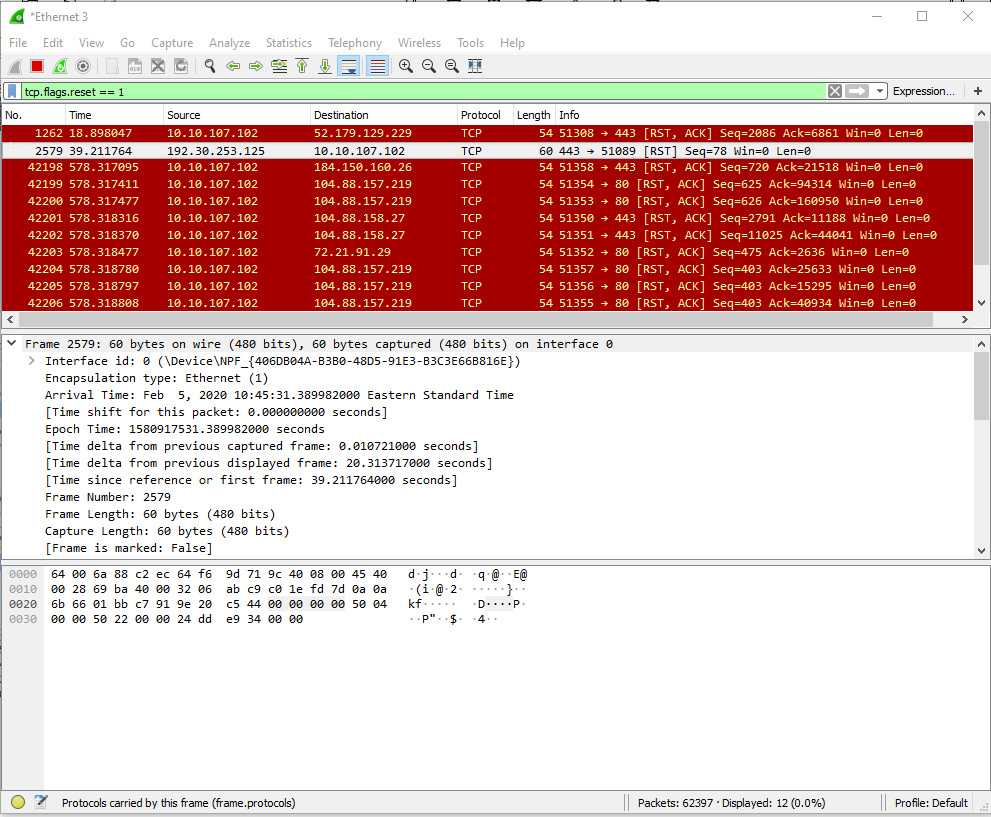 *Ethernet 3
File Edit View Go Capture Analyze Statistics Telephony Wireless Tools Help
tcp.flags.reset == 1 Expression... +
No. Time Source Destination Protocol Length Info
1262 18.898047 10.10.107.102 52.179.129.229 TCP 54 51308 → 443 [RST, ACK] Seq=2086 Ack=6861 Win=0 Len=0
2579 39.211764 192.30.253.125 10.10.107.102 TCP 60 443 → 51089 [RST] Seq=78 Win=0 Len=0
42198 578.317095 10.10.107.102 184.150.160.26 TCP 54 51358 → 443 [RST, ACK] Seq=720 Ack=21518 Win=0 Len=0
42199 578.317411 10.10.107.102 104.88.157.219 TCP 54 51354 → 80 [RST, ACK] Seq=625 Ack=94314 Win=0 Len=0
42200 578.317477 10.10.107.102 104.88.157.219 TCP 54 51353 → 80 [RST, ACK] Seq=626 Ack=160950 Win=0 Len=0
42201 578.318316 10.10.107.102 104.88.158.27 TCP 54 51350 → 443 [RST, ACK] Seq=2791 Ack=11188 Win=0 Len=0
42202 578.318370 10.10.107.102 104.88.158.27 TCP 54 51351 → 443 [RST, ACK] Seq=11025 Ack=44041 Win=0 Len=0
42203 578.318477 10.10.107.102 72.21.91.29 TCP 54 51352 → 80 [RST, ACK] Seq=475 Ack=2636 Win=0 Len=0
42204 578.318780 10.10.107.102 104.88.157.219 TCP 54 51357 → 80 [RST, ACK] Seq=403 Ack=25633 Win=0 Len=0
42205 578.318797 10.10.107.102 104.88.157.219 TCP 54 51356 → 80 [RST, ACK] Seq=403 Ack=15295 Win=0 Len=0
42206 578.318808 10.10.107.102 104.88.157.219 TCP 54 51355 → 80 [RST, ACK] Seq=403 Ack=40934 Win=0 Len=0
Frame 2579: 60 bytes on wire (480 bits), 60 bytes captured (480 bits) on interface 0
Interface id: 0 (\Device\NPF_{406DB04A-B3B0-48D5-91E3-B3C3E66B816E})
Encapsulation type: Ethernet (1)
Arrival Time: Feb  5, 2020 10:45:31.389982000 Eastern Standard Time
[Time shift for this packet: 0.000000000 seconds]
Epoch Time: 1580917531.389982000 seconds
[Time delta from previous captured frame: 0.010721000 seconds]
[Time delta from previous displayed frame: 20.313717000 seconds]
[Time since reference or first frame: 39.211764000 seconds]
Frame Number: 2579
Frame Length: 60 bytes (480 bits)
Capture Length: 60 bytes (480 bits)
[Frame is marked: False]
0000 64 00 6a 88 c2 ec 64 f6 9d 71 9c 40 08 00 45 40 d·j···d· ·q·@··E@
0010 00 28 69 ba 40 00 32 06 ab c9 c0 1e fd 7d 0a 0a ·(i·@·2· ·····}··
0020 6b 66 01 bb c7 91 9e 20 c5 44 00 00 00 00 50 04 kf····· ·D····P·
0030 00 00 50 22 00 00 24 dd e9 34 00 00 ··P"··$· ·4··
Protocols carried by this frame (frame.protocols) Packets: 62397 · Displayed: 12 (0.0%) Profile: Default